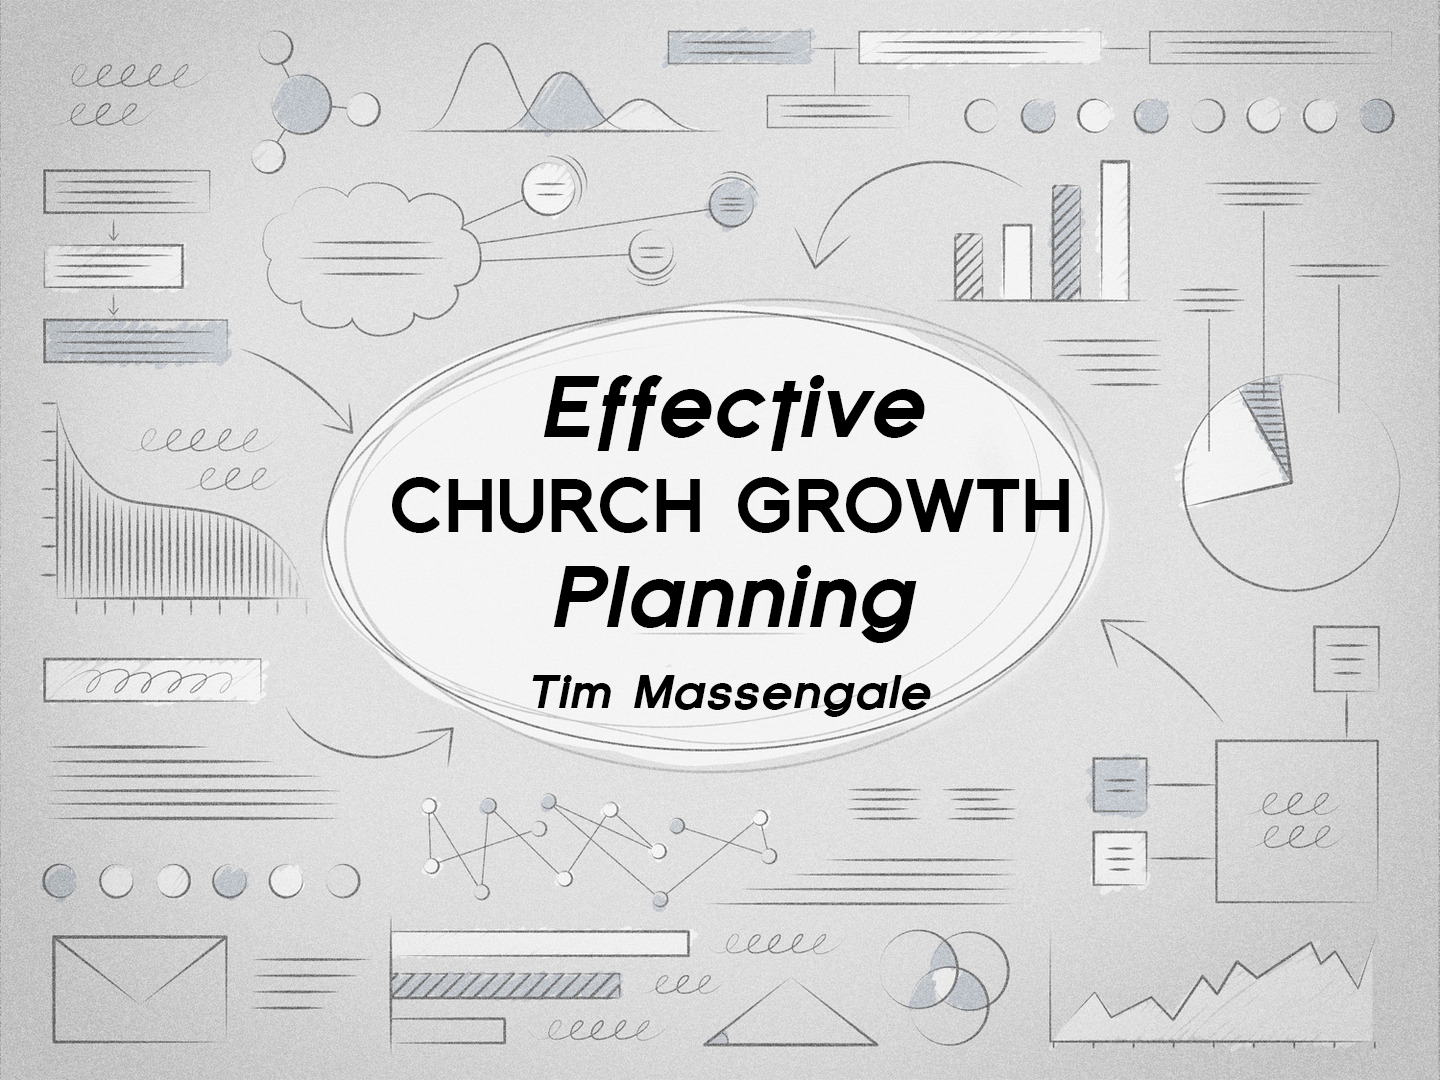 Effective
CHURCH GROWTH
Planning
Tim Massengale